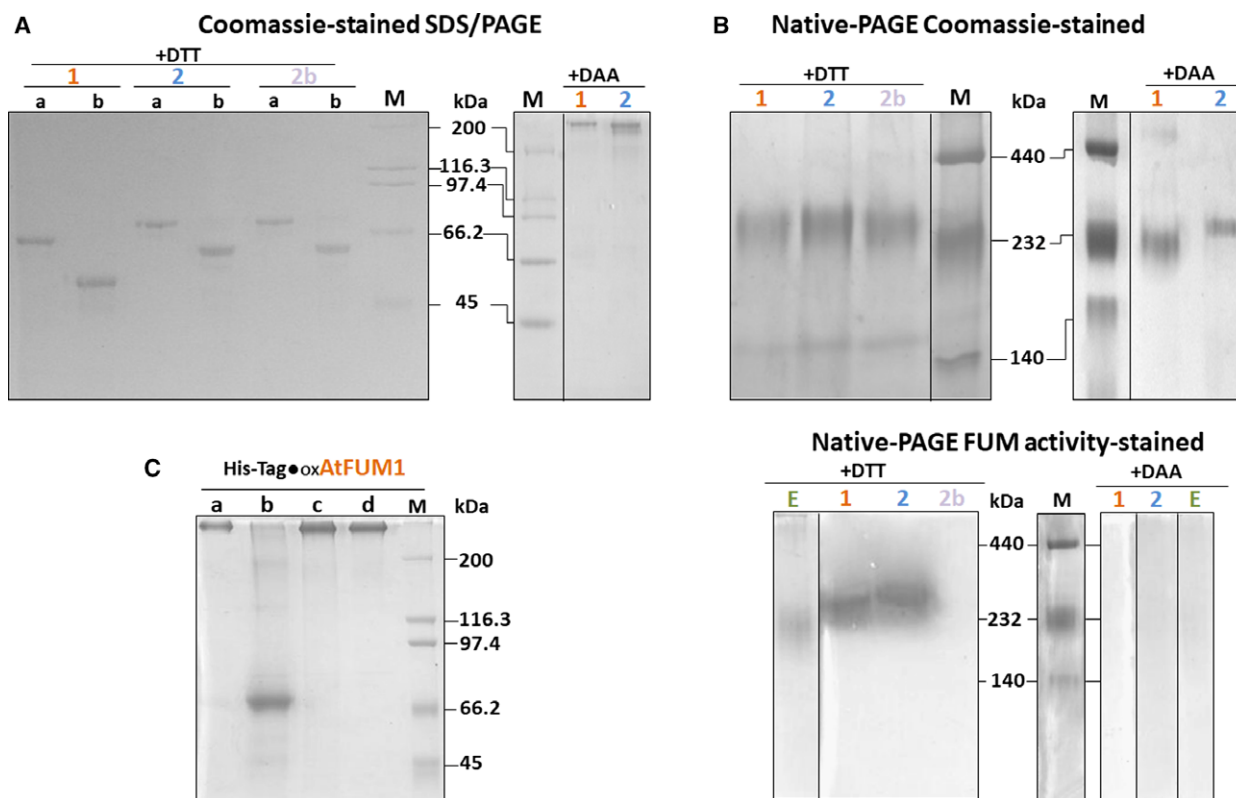 A Coomassie-stained SDS/PAGE
+DTT
1 2 2b
a b a b a b M kDa
200
116.3
97.4
66.2
45
+DAA
M 1 2
B Native-PAGE Coomassie-stained
+DTT
1 2 2b M
440
232
140
+DAA
M 1 2
C His-Tag●oxAtFUM1
a b c d M kDa
200
116.3
97.4
66.2
45
Native-PAGE FUM activity-stained
+DTT
E 1 2 2b kDa M
440
232
140
+DAA
1 2 E